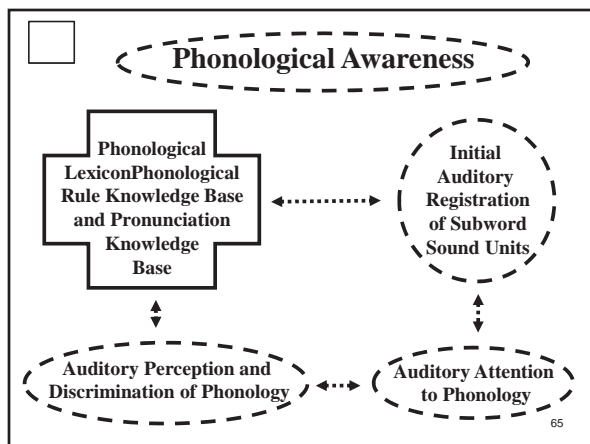 Phonological Awareness
Phonological
LexiconPhonological
Rule Knowledge Base
and Pronunciation
Knowledge
Base
Initial
Auditory
Registration
of Subword
Sound Units
Auditory Perception and
Discrimination of Phonology
Auditory Attention
to Phonology
65